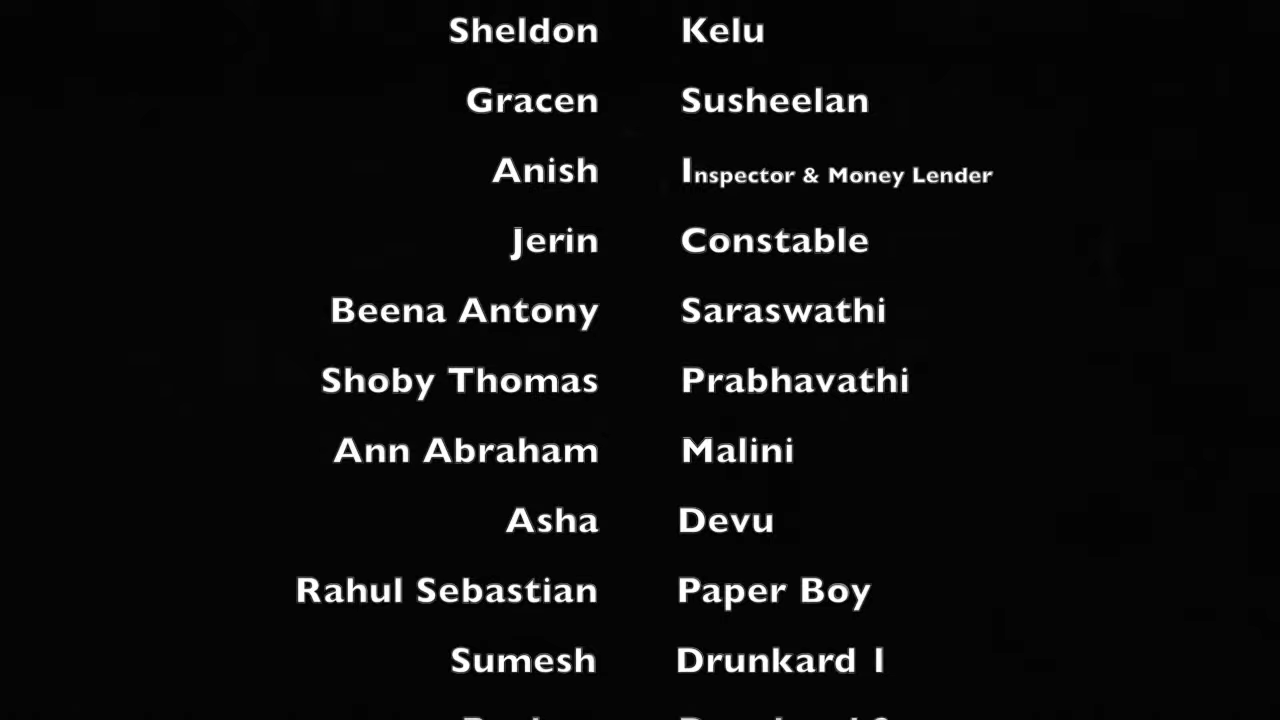 Sheldon Kelu
Gracen Susheelan
Anish Inspector & Money Lender
Jerin Constable
Beena Antony Saraswathi
Shoby Thomas Prabhavathi
Ann Abraham Malini
Asha Devu
Rahul Sebastian Paper Boy
Sumesh Drunkard 1